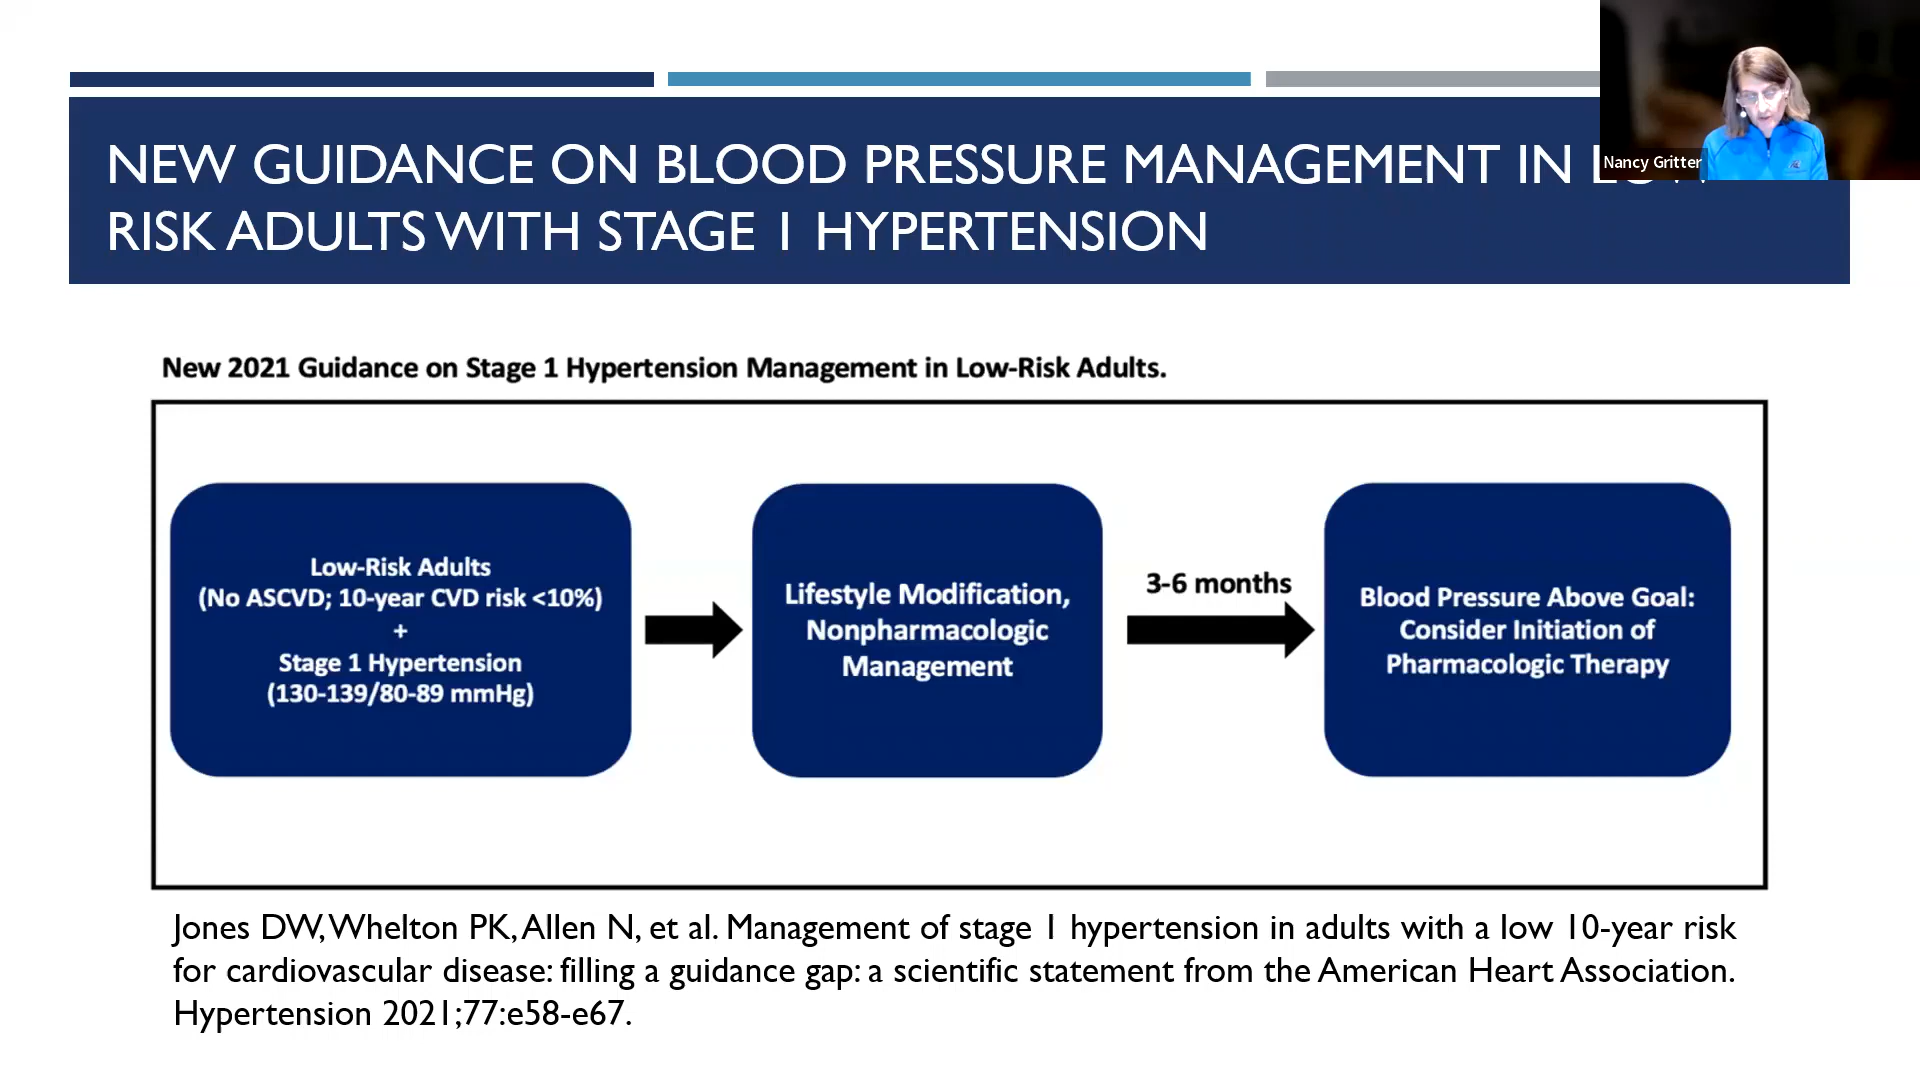 NEW GUIDANCE ON BLOOD PRESSURE MANAGEMENT IN
RISK ADULTS WITH STAGE 1 HYPERTENSION
Nancy Gritter
New 2021 Guidance on Stage 1 Hypertension Management in Low-Risk Adults.
Low-Risk Adults
(No ASCVD; 10-year CVD risk <10%)
+
Stage 1 Hypertension
(130-139/80-89 mmHg)
Lifestyle Modification,
Nonpharmacologic
Management
3-6 months
Blood Pressure Above Goal:
Consider Initiation of
Pharmacologic Therapy
Jones DW, Whelton PK, Allen N, et al. Management of stage 1 hypertension in adults with a low 10-year risk
for cardiovascular disease: filling a guidance gap: a scientific statement from the American Heart Association.
Hypertension 2021;77:e58-e67.